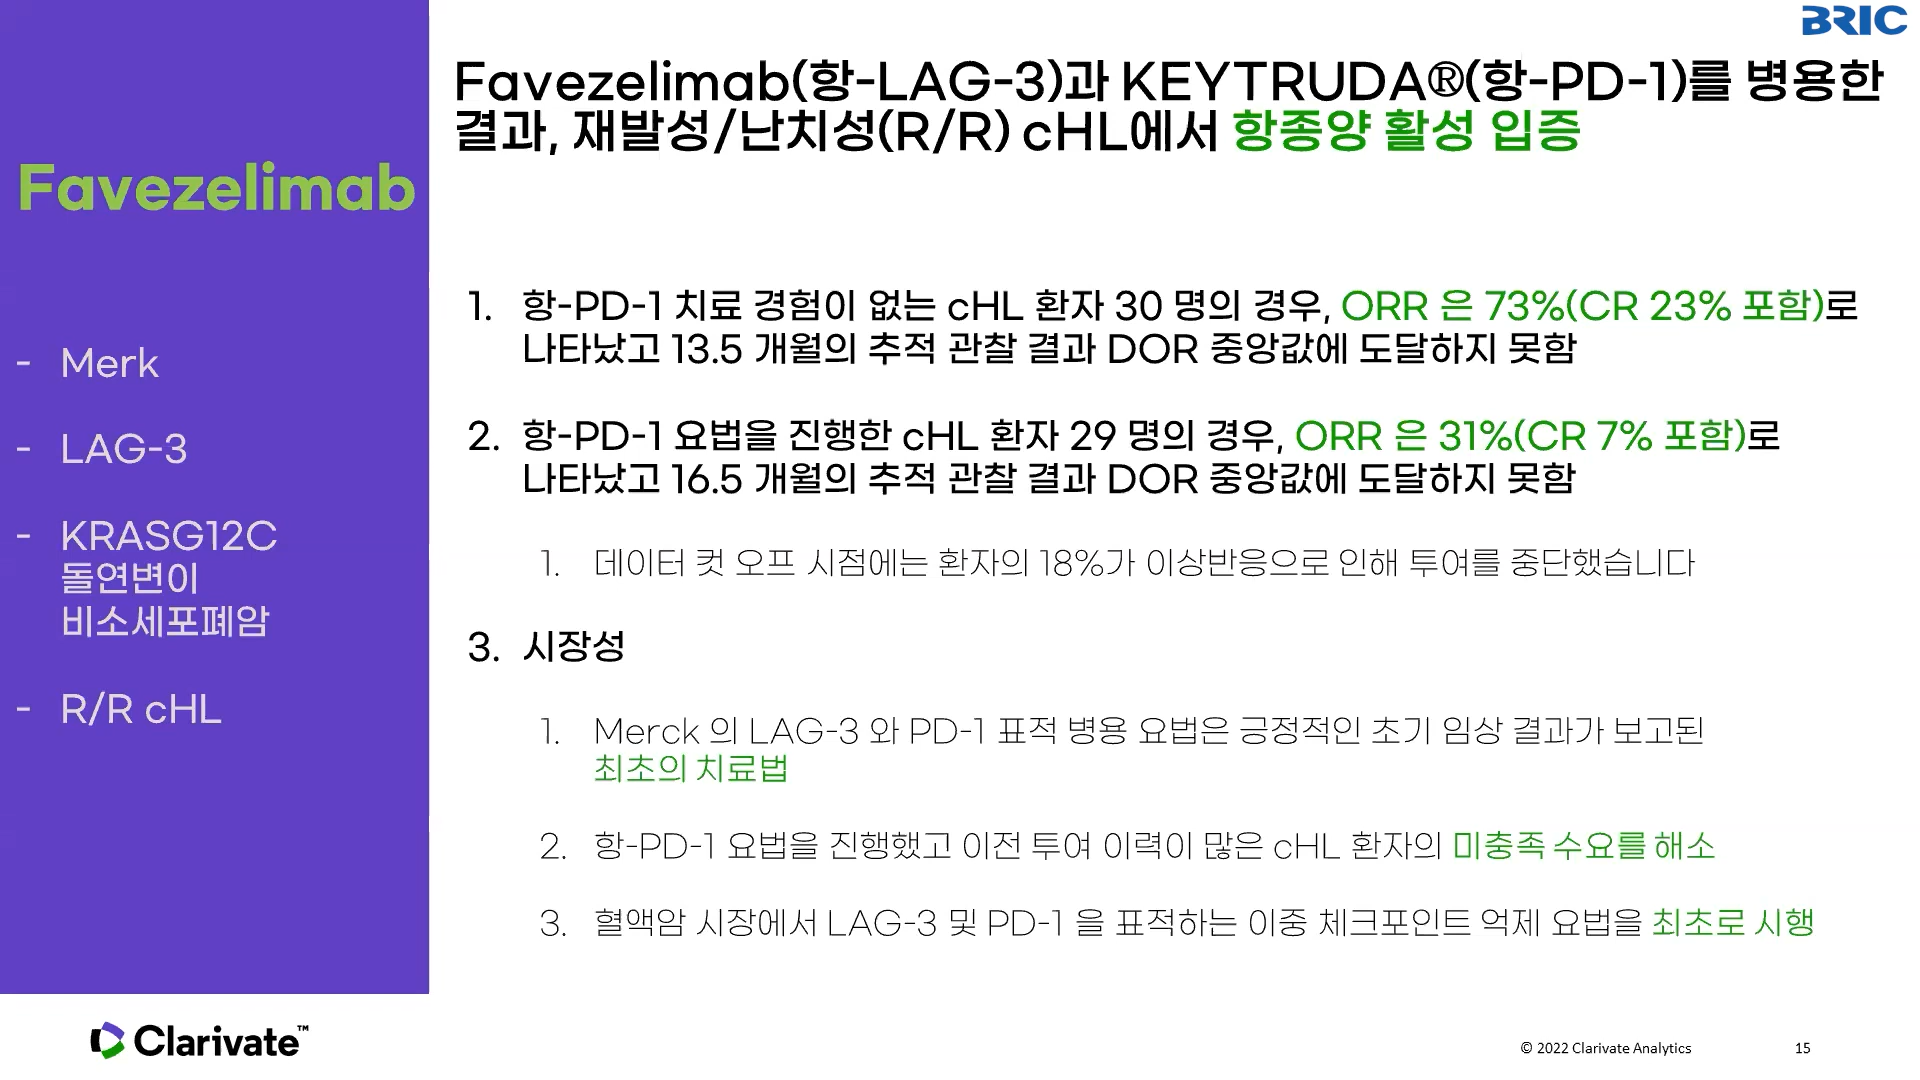 BRIC
Favezelimab(항-LAG-3)과 KEYTRUDA®(항-PD-1)를 병용한
결과, 재발성/난치성(R/R) cHL에서 항종양 활성 입증
Favezelimab
- Merk
- LAG-3
- KRASG12C
돌연변이
비소세포폐암
- R/R cHL
1. 항-PD-1 치료 경험이 없는 cHL 환자 30 명의 경우, ORR 은 73%(CR 23% 포함)로
나타났고 13.5 개월의 추적 관찰 결과 DOR 중앙값에 도달하지 못함
2. 항-PD-1 요법을 진행한 cHL 환자 29 명의 경우, ORR 은 31%(CR 7% 포함)로
나타났고 16.5 개월의 추적 관찰 결과 DOR 중앙값에 도달하지 못함
1. 데이터 컷 오프 시점에는 환자의 18%가 이상반응으로 인해 투여를 중단했습니다
3. 시장성
1. Merck 의 LAG-3 와 PD-1 표적 병용 요법은 긍정적인 초기 임상 결과가 보고된
최초의 치료법
2. 항-PD-1 요법을 진행했고 이전 투여 이력이 많은 cHL 환자의 미충족 수요를 해소
3. 혈액암 시장에서 LAG-3 및 PD-1 을 표적하는 이중 체크포인트 억제 요법을 최초로 시행
Clarivate™
© 2022 Clarivate Analytics
15